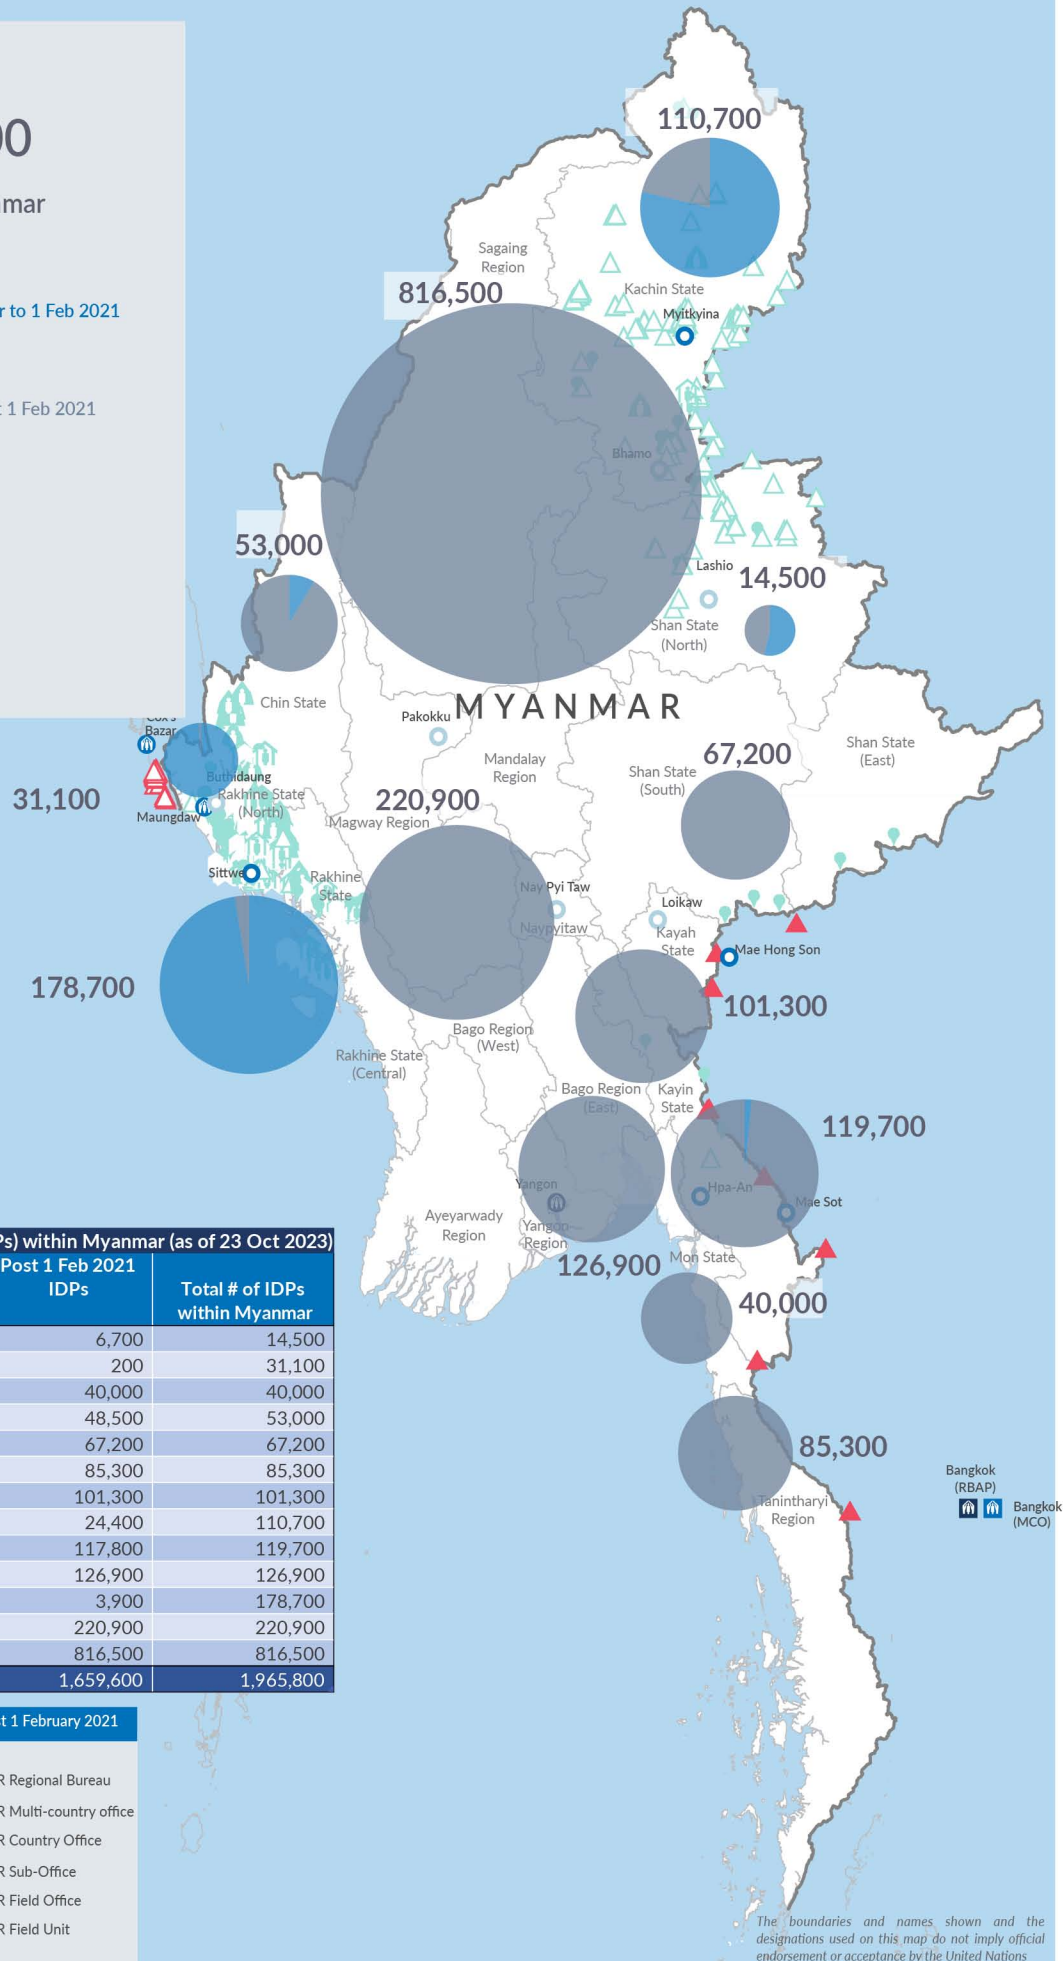 00
mar
r to 1 Feb 2021
1 Feb 2021
110,700
Sagaing
Region
816,500
Kachin State
Myitkyina
Bhamo
53,000
Lashio
14,500
Shan State
(North)
Chin State
MYANMAR
Pakokku
Cox's
Bazar
Mandalay
Region
67,200
Shan State
(East)
Shan State
(South)
Buthidaung
Rakhine State
(North)
31,100
220,900
Maungdaw
Magway Region
Sittwe
Rakhine
State
Nay Pyi Taw
Naypyitaw
Loikaw
Kayah
State
Mae Hong Son
178,700
101,300
Bago Region
(West)
Rakhine State
(Central)
Bago Region
(East)
Kayin
State
119,700
Yangon
Hpa-An
Mae Sot
Ayeyarwady
Region
Yangon
Region
Mon State
126,900
40,000
Ps) within Myanmar (as of 23 Oct 2023)
Post 1 Feb 2021
IDPs
Total # of IDPs
within Myanmar
6,700 14,500
200 31,100
40,000 40,000
48,500 53,000
67,200 67,200
85,300 85,300
101,300 101,300
24,400 110,700
117,800 119,700
126,900 126,900
3,900 178,700
220,900 220,900
816,500 816,500
1,659,600 1,965,800
85,300
Tanintharyi
Region
Bangkok
(RBAP)
Bangkok
(MCO)
t 1 February 2021
R Regional Bureau
R Multi-country office
R Country Office
R Sub-Office
R Field Office
R Field Unit
The boundaries and names shown and the
designations used on this map do not imply official
endorsement or acceptance by the United Nations